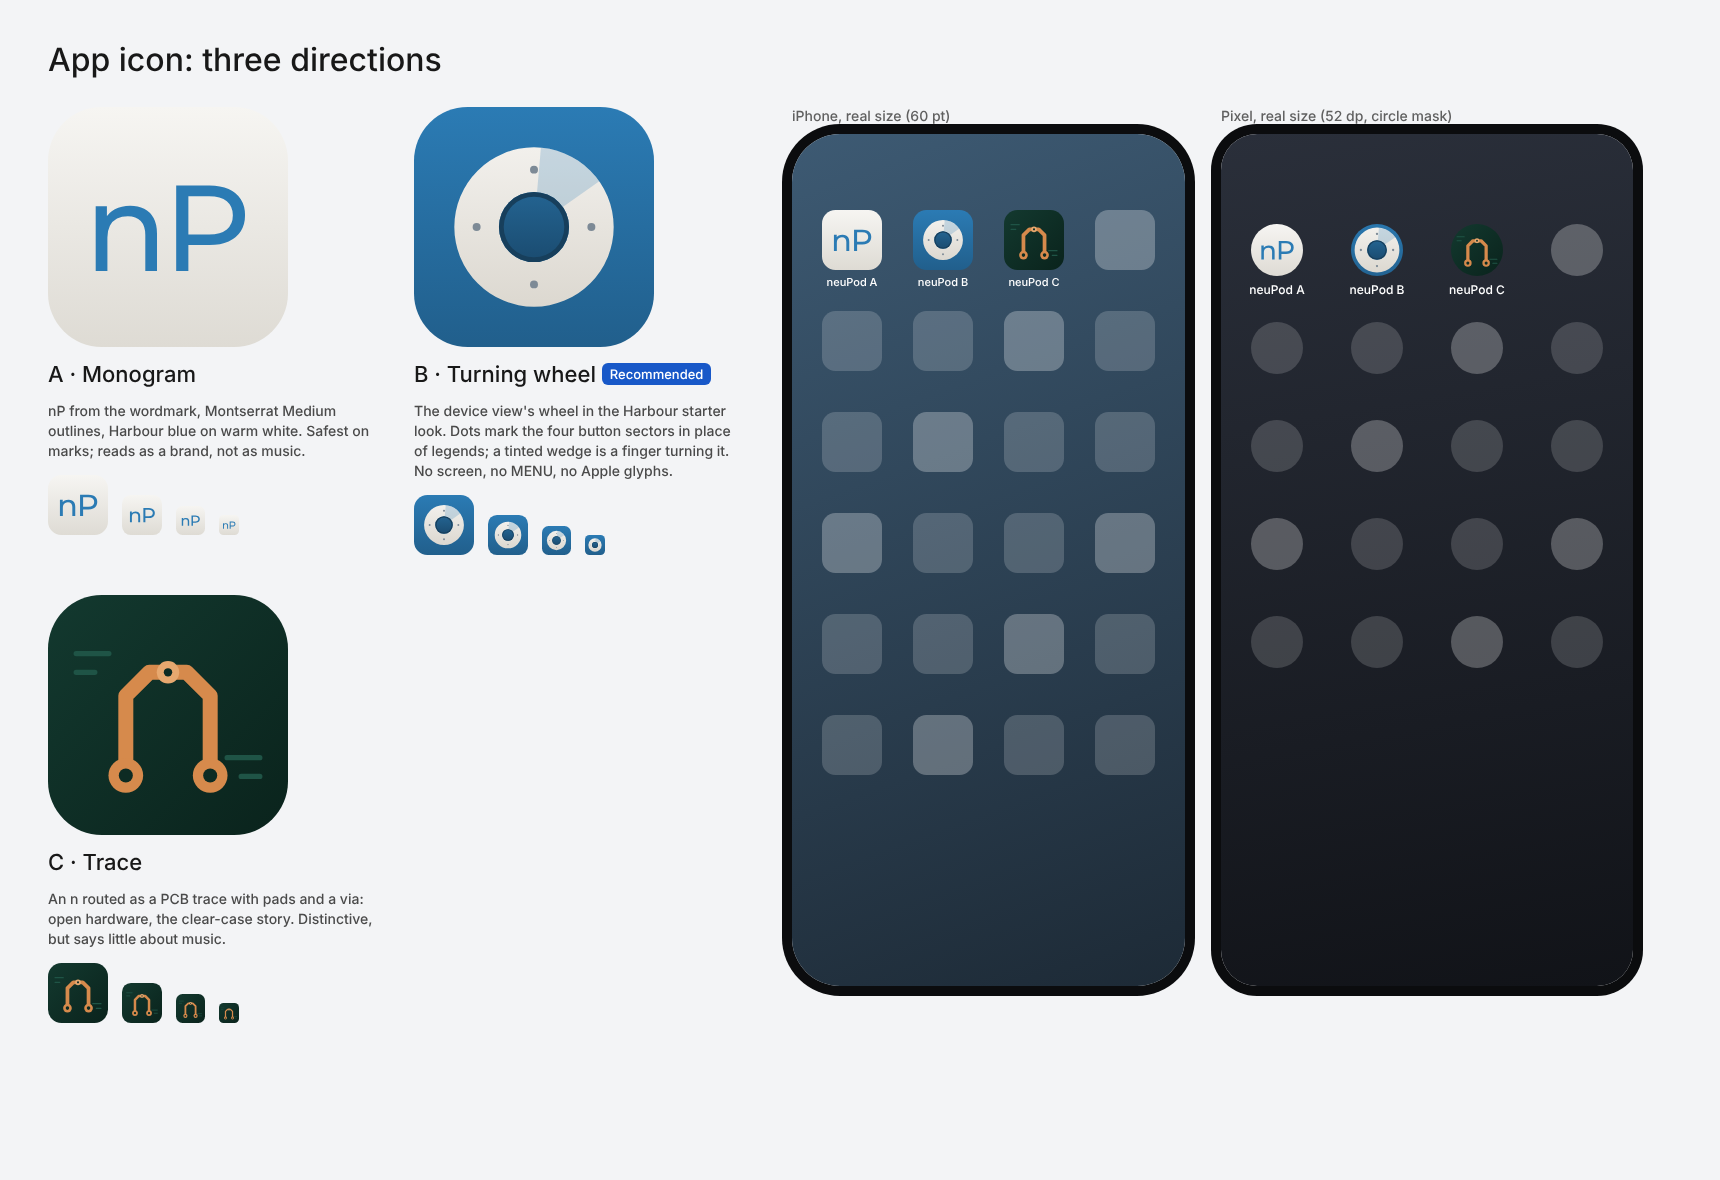 App icon: three directions
nP
A · Monogram
nP from the wordmark, Montserrat Medium
outlines, Harbour blue on warm white. Safest on
marks; reads as a brand, not as music.
nP
nP
nP
nP
B · Turning wheel
Recommended
The device view's wheel in the Harbour starter
look. Dots mark the four button sectors in place
of legends; a tinted wedge is a finger turning it.
No screen, no MENU, no Apple glyphs.
C · Trace
An n routed as a PCB trace with pads and a via:
open hardware, the clear-case story. Distinctive,
but says little about music.
iPhone, real size (60 pt)
nP
neuPod A
neuPod B
neuPod C
Pixel, real size (52 dp, circle mask)
nP
neuPod A
neuPod B
neuPod C